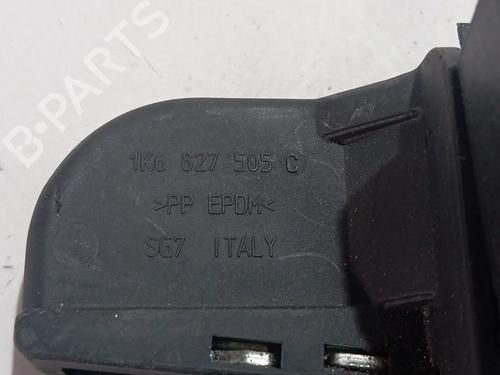 B-PARTS
1K6 827 505 C
>PP EPDM<
SG7 ITALY